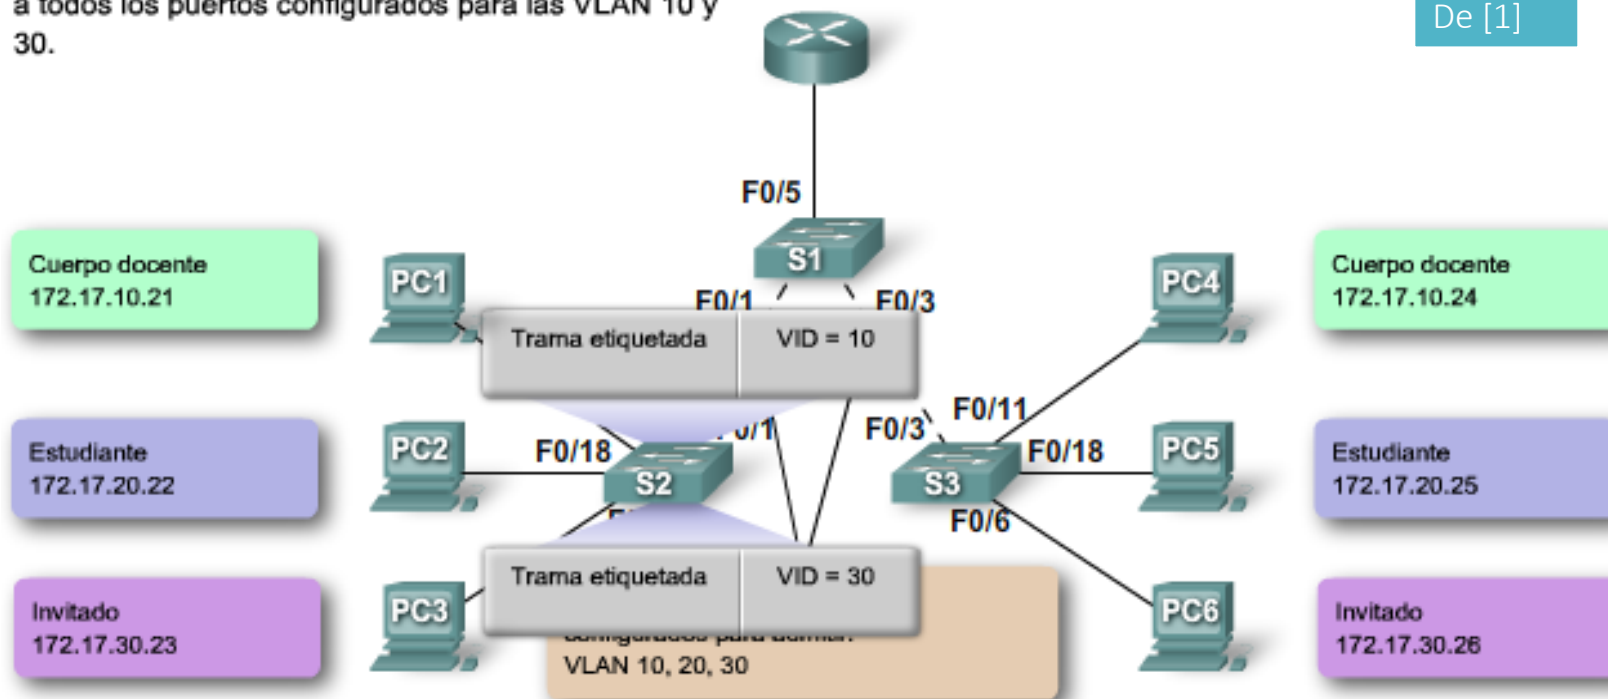 a todos los puertos configurados para las VLAN 10 y
30.
De [1]
F0/5
S1
Cuerpo docente
172.17.10.21
PC1
F0/1
F0/3
PC4
Cuerpo docente
172.17.10.24
Trama etiquetada
VID = 10
Estudiante
172.17.20.22
PC2
F0/18
S2
F0/3
F0/11
S3
F0/18
F0/6
PC5
Estudiante
172.17.20.25
Trama etiquetada
VID = 30
Invitado
172.17.30.23
PC3
configurados para admitir:
VLAN 10, 20, 30
PC6
Invitado
172.17.30.26